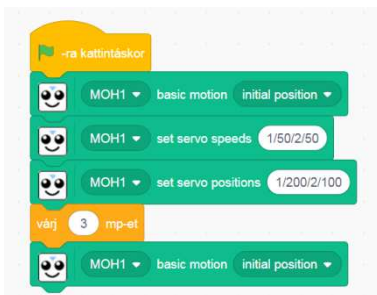 -ra kattintáskor
MOH1 basic motion initial position
MOH1 set servo speeds 1/50/2/50
MOH1 set servo positions 1/200/2/100
várj 3 mp-et
MOH1 basic motion initial position